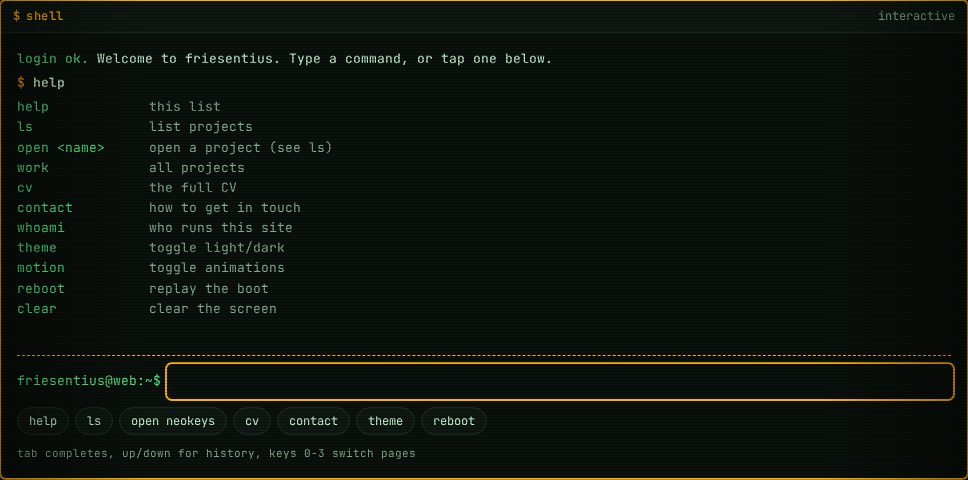 $ shell interactive
login ok. Welcome to friesentius. Type a command, or tap one below.
$ help
help this list
ls list projects
open <name> open a project (see ls)
work all projects
cv the full CV
contact how to get in touch
whoami who runs this site
theme toggle light/dark
motion toggle animations
reboot replay the boot
clear clear the screen
friesentius@web:~$
help ls open neokeys cv contact theme reboot
tab completes, up/down for history, keys 0-3 switch pages